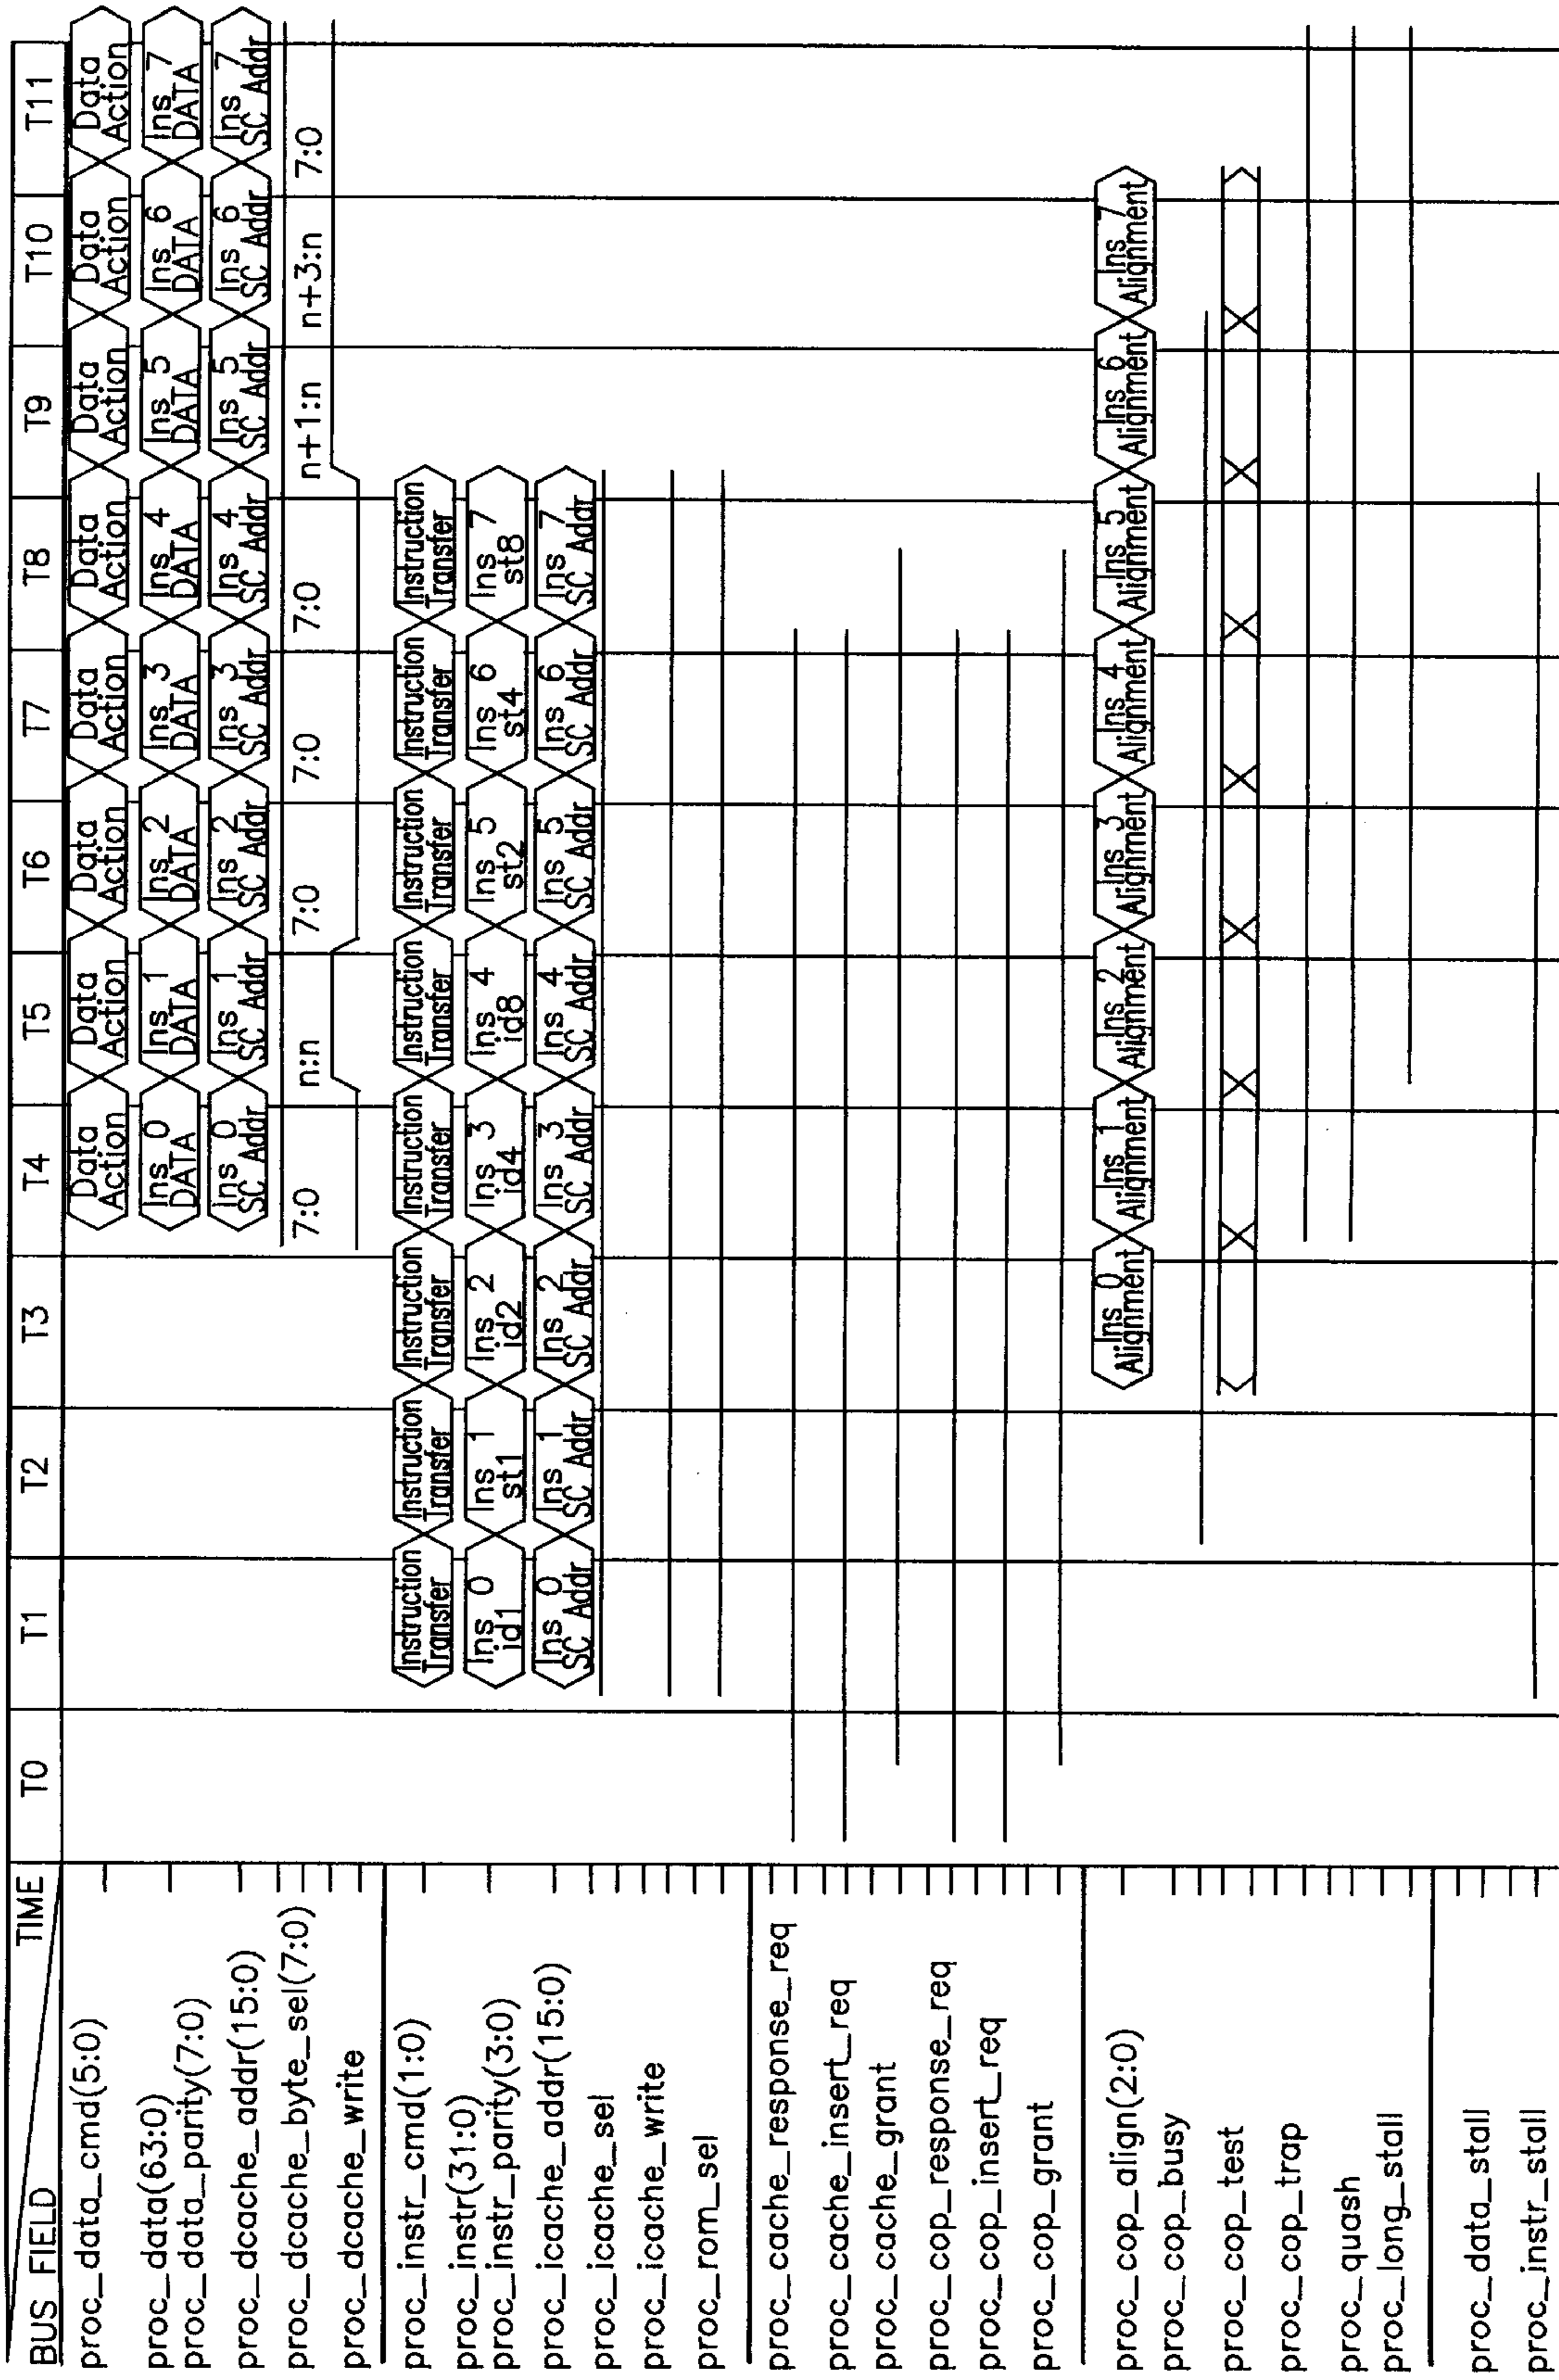 BUS FIELD TIME T0 T1 T2 T3 T4 T5 T6 T7 T8 T9 T10 T11
proc_data_cmd(5:0) Data Action Data Action Data Action Data Action Data Action Data Action Data Action Data Action
proc_data(63:0)
proc_data_parity(7:0) Ins 0 DATA Ins 1 DATA Ins 2 DATA Ins 3 DATA Ins 4 DATA Ins 5 DATA Ins 6 DATA Ins 7 DATA
proc_dcache_addr(15:0) Ins 0 SC Addr Ins 1 SC Addr Ins 2 SC Addr Ins 3 SC Addr Ins 4 SC Addr Ins 5 SC Addr Ins 6 SC Addr Ins 7 SC Addr
proc_dcache_byte_sel(7:0) 7:0 n:n 7:0 7:0 7:0 n+1:n n+3:n 7:0
proc_dcache_write
proc_instr_cmd(1:0) Instruction Transfer Instruction Transfer Instruction Transfer Instruction Transfer Instruction Transfer Instruction Transfer Instruction Transfer Instruction Transfer
proc_instr(31:0)
proc_instr_parity(3:0) Ins 0 id1 Ins 1 st1 Ins 2 id2 Ins 3 id4 Ins 4 id8 Ins 5 st2 Ins 6 st4 Ins 7 st8
proc_icache_addr(15:0) Ins 0 SC Addr Ins 1 SC Addr Ins 2 SC Addr Ins 3 SC Addr Ins 4 SC Addr Ins 5 SC Addr Ins 6 SC Addr Ins 7 SC Addr
proc_icache_sel
proc_icache_write
proc_rom_sel
proc_cache_response_req
proc_cache_insert_req
proc_cache_grant
proc_cop_response_req
proc_cop_insert_req
proc_cop_grant
proc_cop_align(2:0) Ins 0 Alignment Ins 1 Alignment Ins 2 Alignment Ins 3 Alignment Ins 4 Alignment Ins 5 Alignment Ins 6 Alignment Ins 7 Alignment
proc_cop_busy
proc_cop_test
proc_cop_trap
proc_quash
proc_long_stall
proc_data_stall
proc_instr_stall